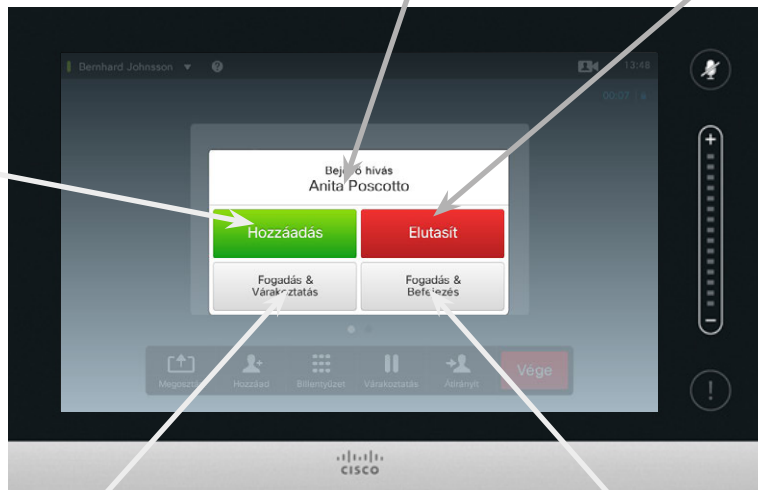 Bernhard Johnsson
13:48
00:07
Bejövő hívás
Anita Poscotto
Hozzáadás
Elutasít
Fogadás &
Várakoztatás
Fogadás &
Befejezés
Megosztás
Hozzáad
Billentyűzet
Várakoztatás
Átirányít
Vége
CISCO